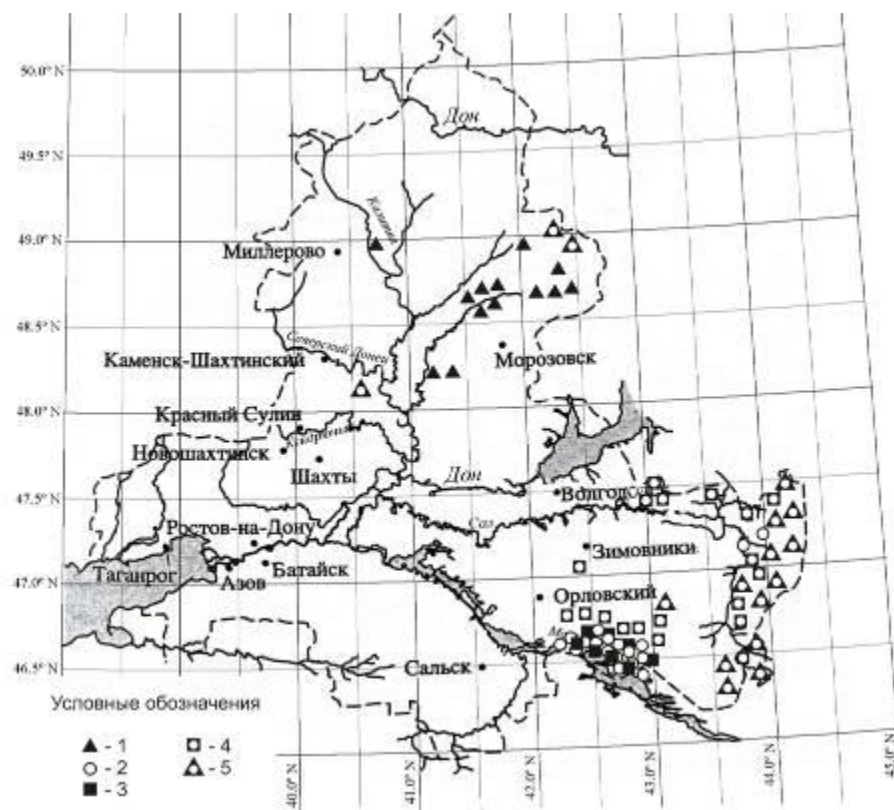 50.0° N
Дон
49.5° N
49.0° N
Миллерово
48.5° N
Северский Донец
Каменск-Шахтинский
Морозовск
48.0° N
Красный Сулин
Новошахтинск
Шахты
Дон
47.5° N
Волгодо
Сал
Ростов-на-Дону
Зимовники
Таганрог
Азов
Батайск
47.0° N
Орловский
46.5° N
Сальск
Условные обозначения
- 1
- 4
- 2
- 5
- 3
40.0° N
41.0° N
42.0° N
43.0° N
44.0° N
45.0